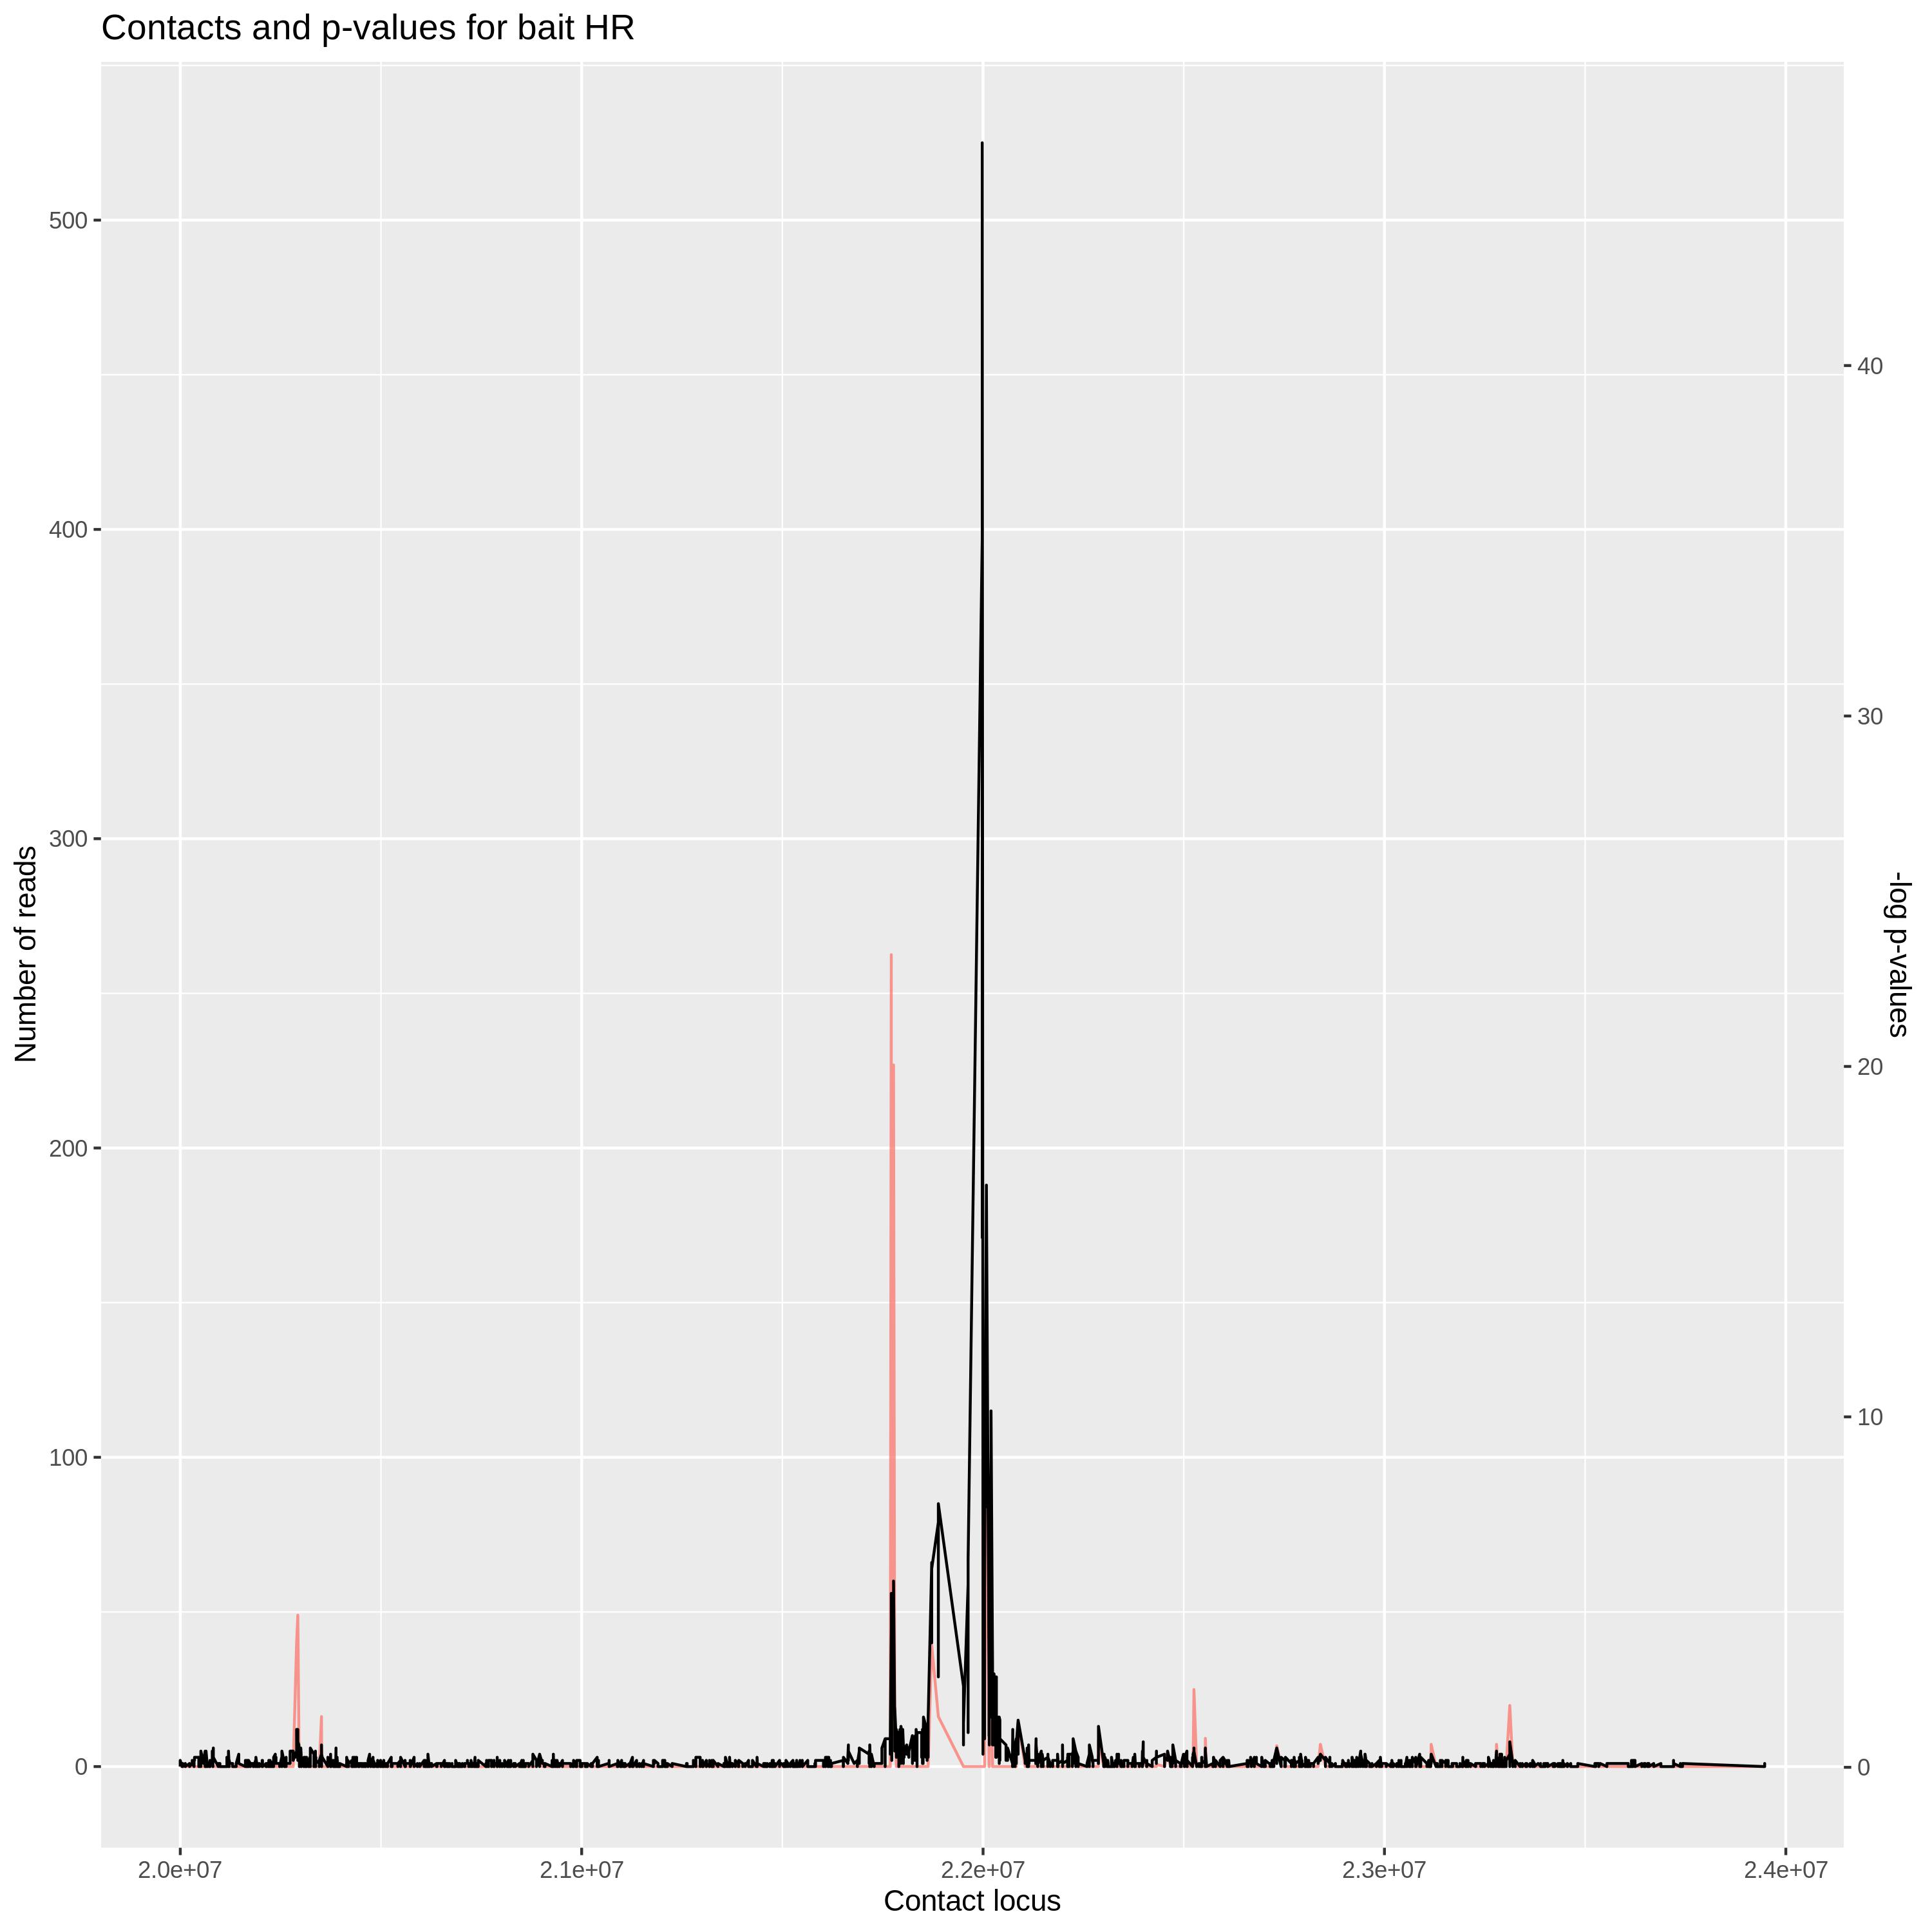 Contacts and p-values for bait HR
500
400
300
200
100
0
Number of reads
40
30
20
10
0
-log p-values
2.0e+07
2.1e+07
2.2e+07
2.3e+07
2.4e+07
Contact locus